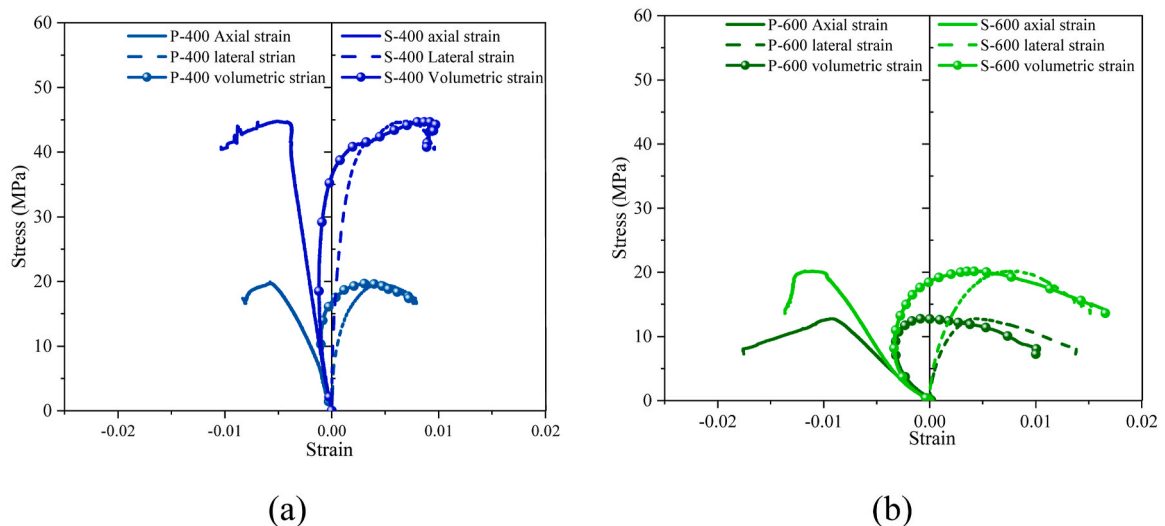 60
50
40
30
20
10
0
Stress (MPa)
P-400 Axial strain
P-400 lateral strian
P-400 volumetric strian
S-400 axial strain
S-400 Lateral strain
S-400 Volumetric strain
-0.02
-0.01
0.00
0.01
0.02
Strain
(a)
60
50
40
30
20
10
0
Stress (MPa)
P-600 Axial strain
P-600 lateral strain
P-600 volumetric strain
S-600 axial strain
S-600 lateral strain
S-600 volumetric strain
-0.02
-0.01
0.00
0.01
0.02
Strain
(b)